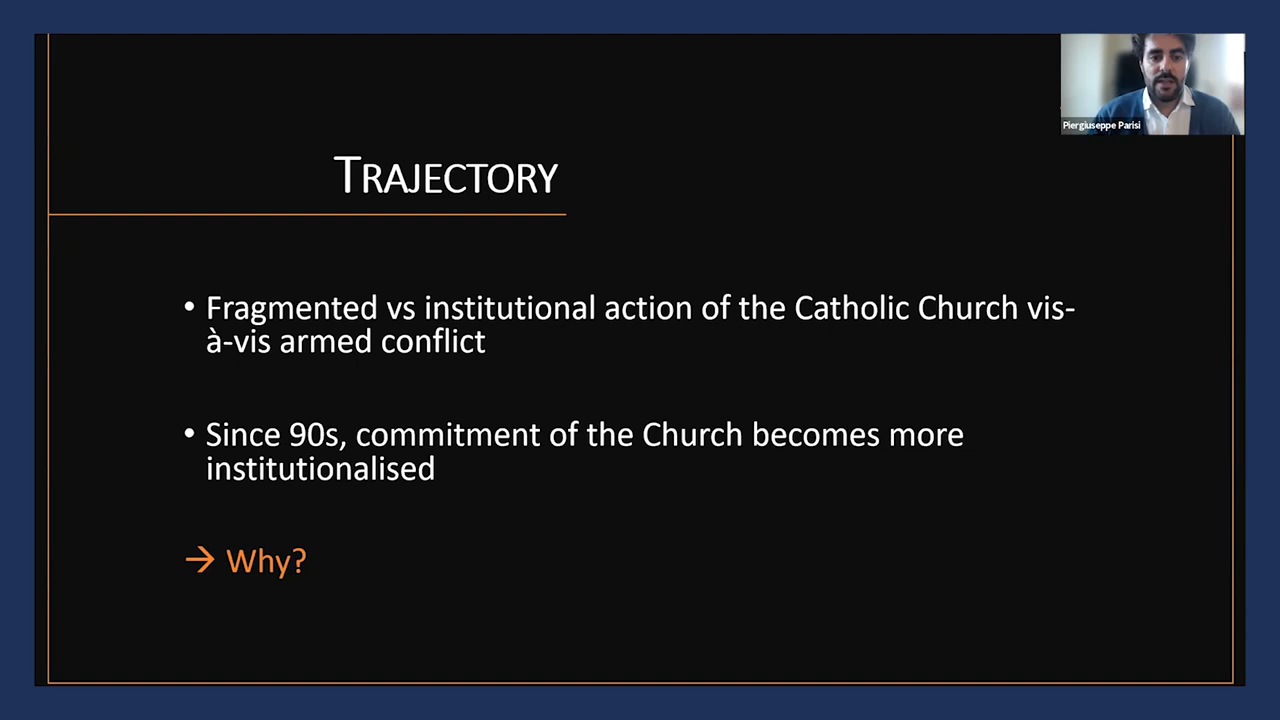 Piergiuseppe Parisi
TRAJECTORY
• Fragmented vs institutional action of the Catholic Church vis-
à-vis armed conflict
• Since 90s, commitment of the Church becomes more
institutionalised
→ Why?